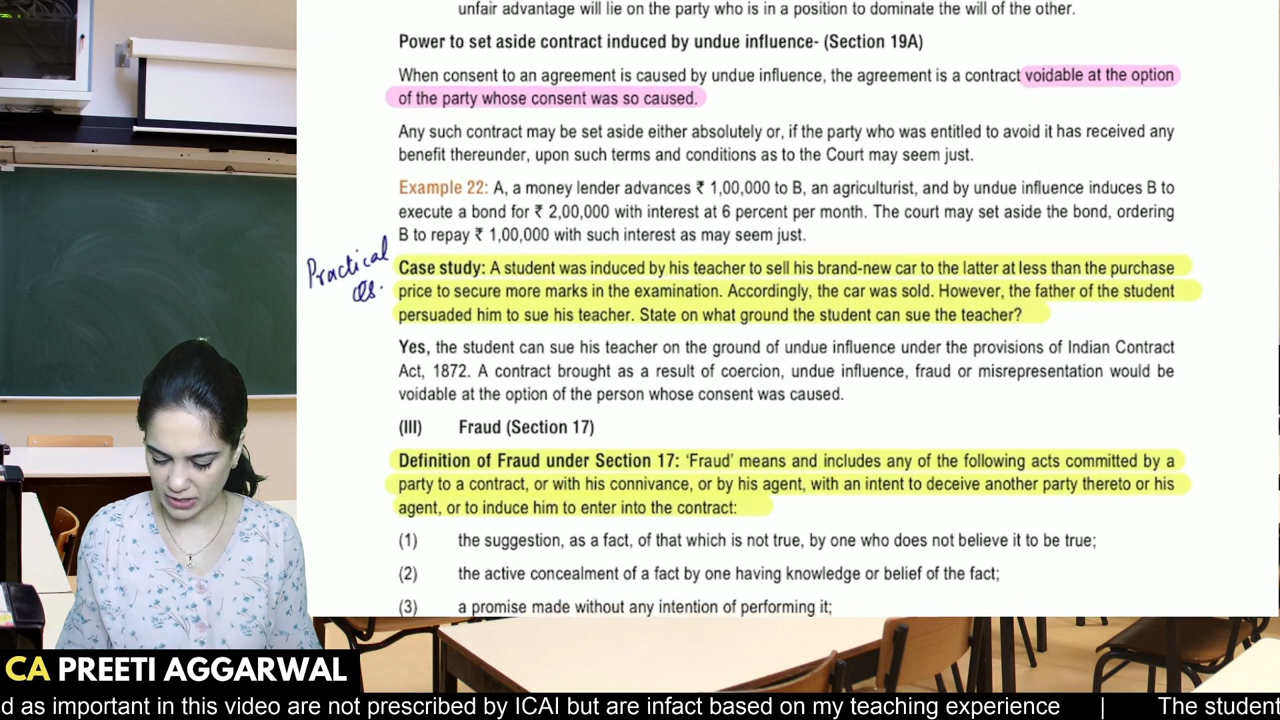 unfair advantage will lie on the party who is in a position to dominate the will of the other.
Power to set aside contract induced by undue influence- (Section 19A)
When consent to an agreement is caused by undue influence, the agreement is a contract voidable at the option
of the party whose consent was so caused.
Any such contract may be set aside either absolutely or, if the party who was entitled to avoid it has received any
benefit thereunder, upon such terms and conditions as to the Court may seem just.
Example 22: A, a money lender advances ₹ 1,00,000 to B, an agriculturist, and by undue influence induces B to
execute a bond for ₹ 2,00,000 with interest at 6 percent per month. The court may set aside the bond, ordering
B to repay ₹ 1,00,000 with such interest as may seem just.
Practical
Qs.
Case study: A student was induced by his teacher to sell his brand-new car to the latter at less than the purchase
price to secure more marks in the examination. Accordingly, the car was sold. However, the father of the student
persuaded him to sue his teacher. State on what ground the student can sue the teacher?
Yes, the student can sue his teacher on the ground of undue influence under the provisions of Indian Contract
Act, 1872. A contract brought as a result of coercion, undue influence, fraud or misrepresentation would be
voidable at the option of the person whose consent was caused.
(III) Fraud (Section 17)
Definition of Fraud under Section 17: 'Fraud' means and includes any of the following acts committed by a
party to a contract, or with his connivance, or by his agent, with an intent to deceive another party thereto or his
agent, or to induce him to enter into the contract:
(1) the suggestion, as a fact, of that which is not true, by one who does not believe it to be true;
(2) the active concealment of a fact by one having knowledge or belief of the fact;
(3) a promise made without any intention of performing it;
CA PREETI AGGARWAL
d as important in this video are not prescribed by ICAI but are infact based on my teaching experience | The student